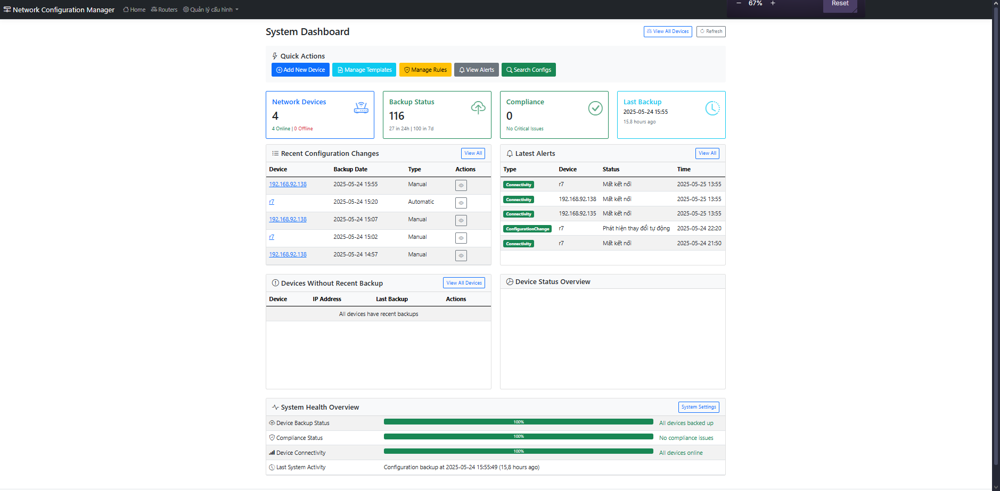 Network Configuration Manager Home Routers Quản lý cấu hình
− 67% + Reset
System Dashboard
View All Devices Refresh
Quick Actions
Add New Device Manage Templates Manage Rules View Alerts Search Configs
Network Devices
4
4 Online | 0 Offline
Backup Status
116
27 in 24h | 100 in 7d
Compliance
0
No Critical Issues
Last Backup
2025-05-24 15:55
15,8 hours ago
Recent Configuration Changes View All
Device Backup Date Type Actions
192.168.92.138 2025-05-24 15:55 Manual
r7 2025-05-24 15:20 Automatic
192.168.92.138 2025-05-24 15:07 Manual
r7 2025-05-24 15:02 Manual
192.168.92.138 2025-05-24 14:57 Manual
Latest Alerts View All
Type Device Status Time
Connectivity r7 Mất kết nối 2025-05-25 13:55
Connectivity 192.168.92.138 Mất kết nối 2025-05-25 13:55
Connectivity 192.168.92.135 Mất kết nối 2025-05-25 13:55
ConfigurationChange r7 Phát hiện thay đổi tự động 2025-05-24 22:20
Connectivity r7 Mất kết nối 2025-05-24 21:50
Devices Without Recent Backup View All Devices
Device IP Address Last Backup Actions
All devices have recent backups
Device Status Overview
System Health Overview System Settings
Device Backup Status 100% All devices backed up
Compliance Status 100% No compliance issues
Device Connectivity 100% All devices online
Last System Activity Configuration backup at 2025-05-24 15:55:49 (15,8 hours ago)